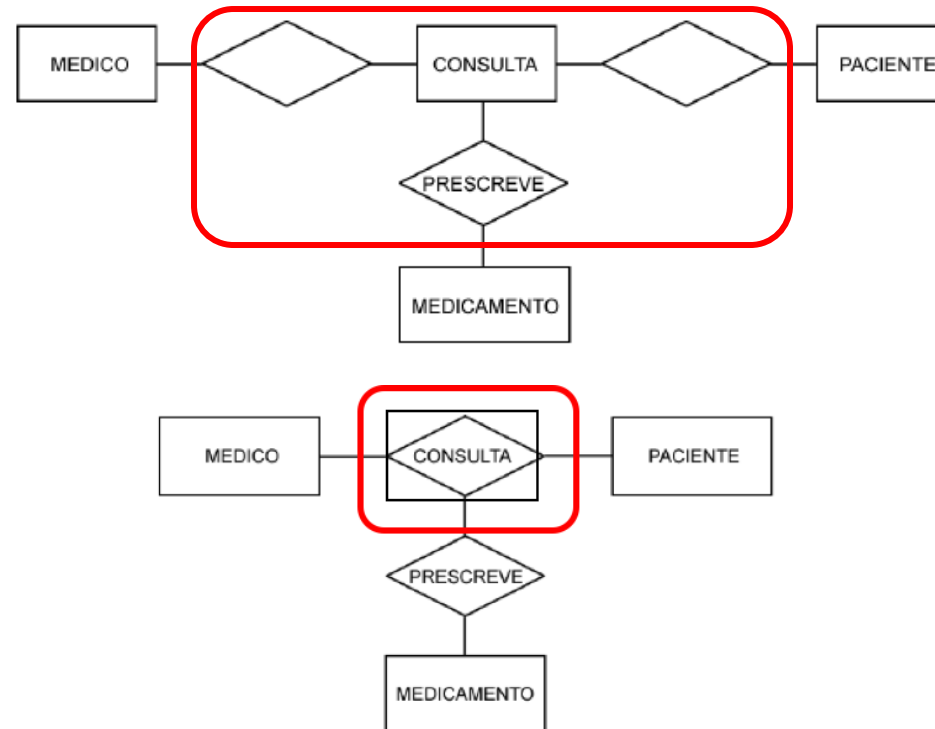 MEDICO
CONSULTA
PACIENTE
PRESCREVE
MEDICAMENTO
MEDICO
CONSULTA
PACIENTE
PRESCREVE
MEDICAMENTO